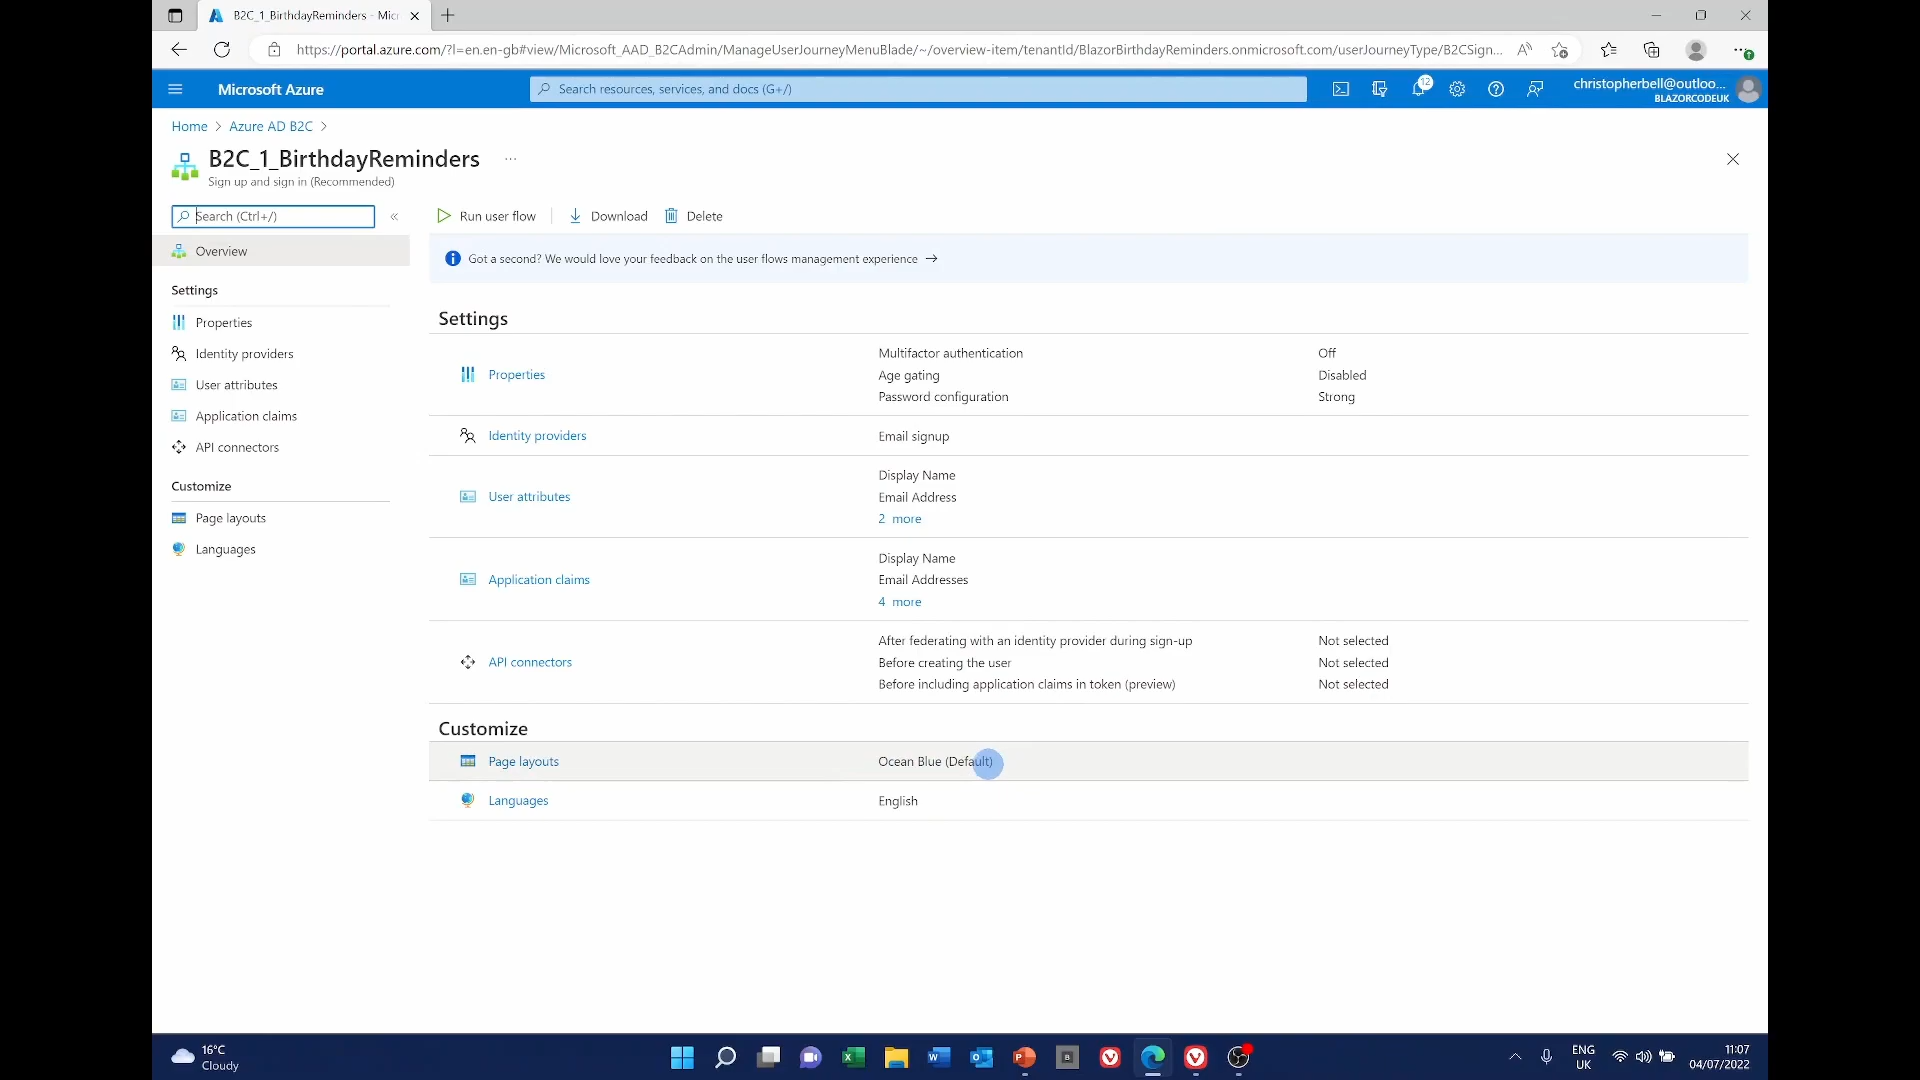 B2C_1_BirthdayReminders - Micr
https://portal.azure.com/?l=en.en-gb#view/Microsoft_AAD_B2CAdmin/ManageUserJourneyMenuBlade/~/overview-item/tenantId/BlazorBirthdayReminders.onmicrosoft.com/userJourneyType/B2CSign...
Microsoft Azure
Search resources, services, and docs (G+/)
12
christopherbell@outloo...
BLAZORCODEUK
Home > Azure AD B2C >
B2C_1_BirthdayReminders ...
Sign up and sign in (Recommended)
Search (Ctrl+/)
«
Run user flow
Download
Delete
Overview
Got a second? We would love your feedback on the user flows management experience →
Settings
Properties
Identity providers
User attributes
Application claims
API connectors
Customize
Page layouts
Languages
Settings
Properties
Multifactor authentication Off
Age gating Disabled
Password configuration Strong
Identity providers Email signup
User attributes
Display Name
Email Address
2 more
Application claims
Display Name
Email Addresses
4 more
API connectors
After federating with an identity provider during sign-up Not selected
Before creating the user Not selected
Before including application claims in token (preview) Not selected
Customize
Page layouts Ocean Blue (Default)
Languages English
16°C
Cloudy
ENG
UK
11:07
04/07/2022